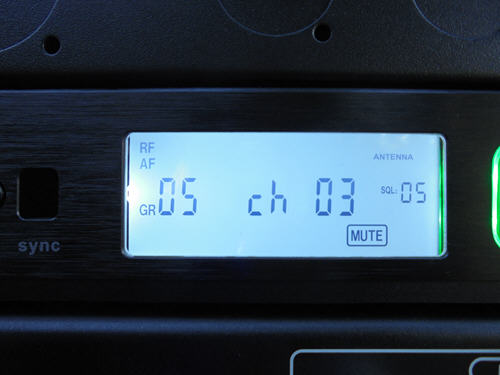 RF
AF
ANTENNA
GR 05 ch 03 SQL: 05
MUTE
sync